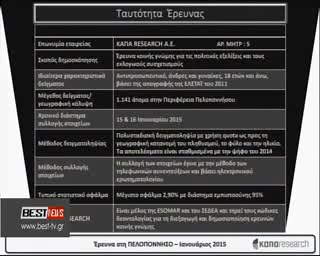 Ταυτότητα Έρευνας
Επωνυμία εταιρείας ΚΑΠΑ RESEARCH A.E. ΑΡ. ΜΗΤΡ : 5
Σκοπός δημοσκόπησης Έρευνα κοινής γνώμης για τις πολιτικές εξελίξεις και τους
εκλογικούς συσχετισμούς
Ιδιαίτερα χαρακτηριστικά
δείγματος
Αντιπροσωπευτικό, άνδρες και γυναίκες, 18 ετών και άνω,
βάσει της απογραφής της ΕΛΣΤΑΤ του 2011
Μέγεθος δείγματος/
γεωγραφική κάλυψη
1.141 άτομα στην Περιφέρεια Πελοποννήσου
Χρονικό διάστημα
συλλογής στοιχείων
15 & 16 Ιανουαρίου 2015
Μέθοδος δειγματοληψίας
Πολυσταδιακή δειγματοληψία με χρήση quota ως προς τη
γεωγραφική κατανομή του πληθυσμού, το φύλο και την ηλικία.
Τα αποτελέσματα είναι σταθμισμένα με την ψήφο του 2014
Μέθοδος συλλογής
στοιχείων
Η συλλογή των στοιχείων έγινε με την μέθοδο των
τηλεφωνικών συνεντεύξεων και βάσει ηλεκτρονικού
ερωτηματολογίου
Τυπικό στατιστικό σφάλμα Μέγιστο σφάλμα 2,90% με διάστημα εμπιστοσύνης 95%
RESEARCH
Είναι μέλος της ESOMAR και του ΣΕΔΕΑ και τηρεί τους κώδικες
δεοντολογίας για τη διεξαγωγή και δημοσιοποίηση ερευνών
κοινής γνώμης
BEST NEWS
www.best-tv.gr
Έρευνα στη ΠΕΛΟΠΟΝΝΗΣΟ – Ιανουάριος 2015
καπαresearch